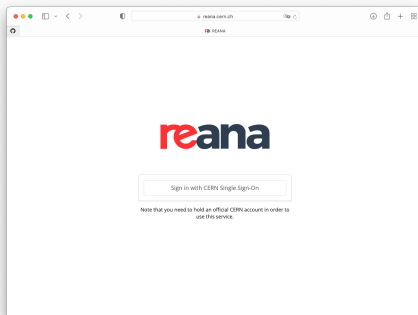 reana.cern.ch
REANA
reana
Sign in with CERN Single Sign-On
Note that you need to hold an official CERN account in order to
use this service.